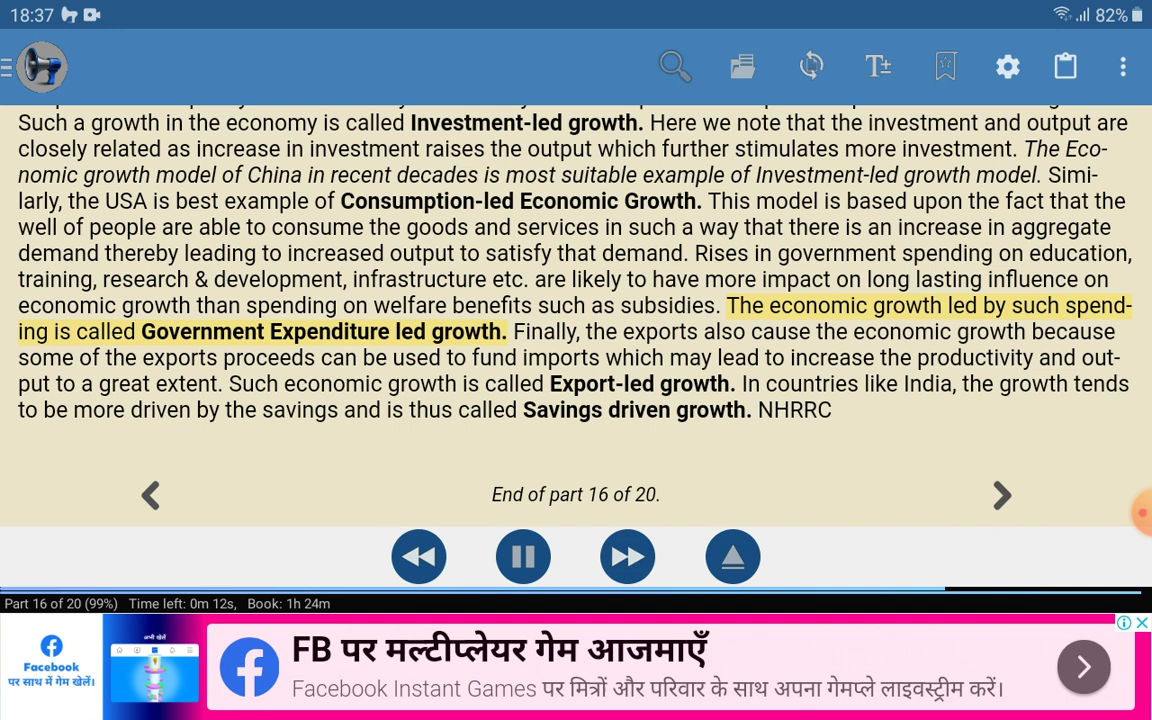 18:37
82%
T±
Such a growth in the economy is called Investment-led growth. Here we note that the investment and output are
closely related as increase in investment raises the output which further stimulates more investment. The Eco-
nomic growth model of China in recent decades is most suitable example of Investment-led growth model. Simi-
larly, the USA is best example of Consumption-led Economic Growth. This model is based upon the fact that the
well of people are able to consume the goods and services in such a way that there is an increase in aggregate
demand thereby leading to increased output to satisfy that demand. Rises in government spending on education,
training, research & development, infrastructure etc. are likely to have more impact on long lasting influence on
economic growth than spending on welfare benefits such as subsidies. The economic growth led by such spend-
ing is called Government Expenditure led growth. Finally, the exports also cause the economic growth because
some of the exports proceeds can be used to fund imports which may lead to increase the productivity and out-
put to a great extent. Such economic growth is called Export-led growth. In countries like India, the growth tends
to be more driven by the savings and is thus called Savings driven growth. NHRRC
End of part 16 of 20.
Part 16 of 20 (99%) Time left: 0m 12s, Book: 1h 24m
Facebook
पर साथ में गेम खेलें।
अभी खेलें
FB पर मल्टीप्लेयर गेम आजमाएँ
Facebook Instant Games पर मित्रों और परिवार के साथ अपना गेमप्ले लाइवस्ट्रीम करें।